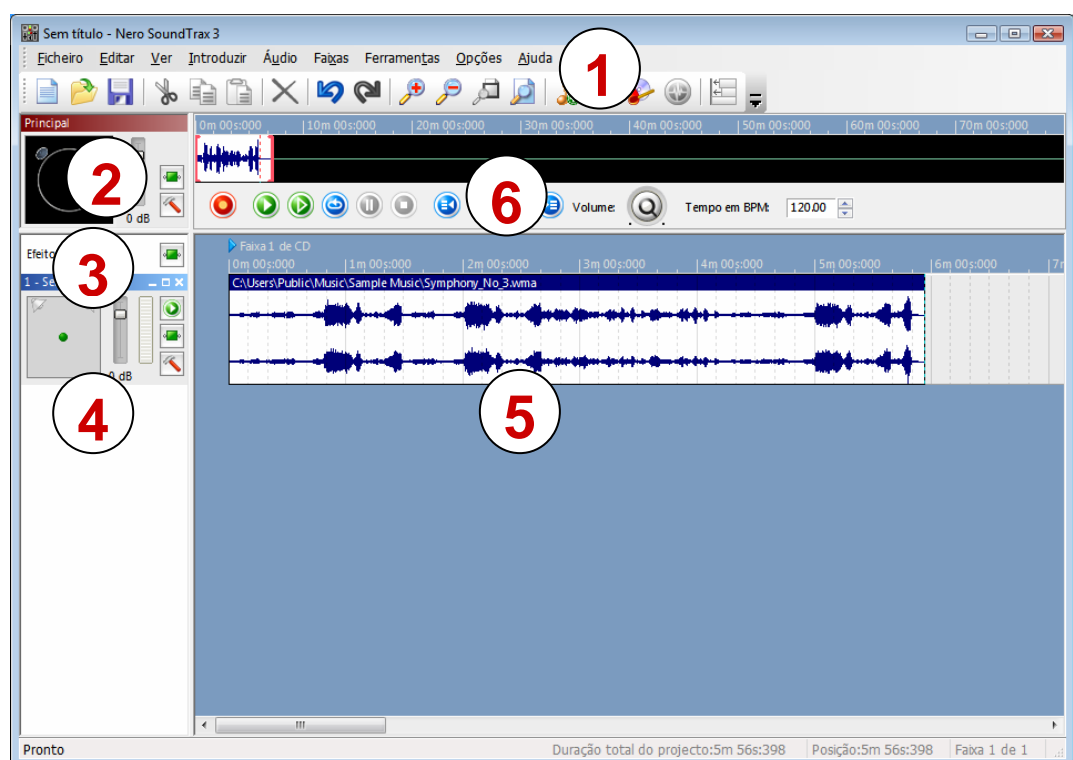 Sem título - Nero SoundTrax 3
Ficheiro Editar Ver Introduzir Áudio Faixas Ferramentas Opções Ajuda
1
Principal
0m 00s:000 10m 00s:000 20m 00s:000 30m 00s:000 40m 00s:000 50m 00s:000 60m 00s:000 70m 00s:000
2
0 dB
6
Volume: Tempo em BPM: 120.00
Faixa 1 de CD
3
0m 00s:000 1m 00s:000 2m 00s:000 3m 00s:000 4m 00s:000 5m 00s:000 6m 00s:000
1 -
C:\Users\Public\Music\Sample Music\Symphony_No_3.wma
dB
4
5
Pronto Duração total do projecto:5m 56s:398 Posição:5m 56s:398 Faixa 1 de 1